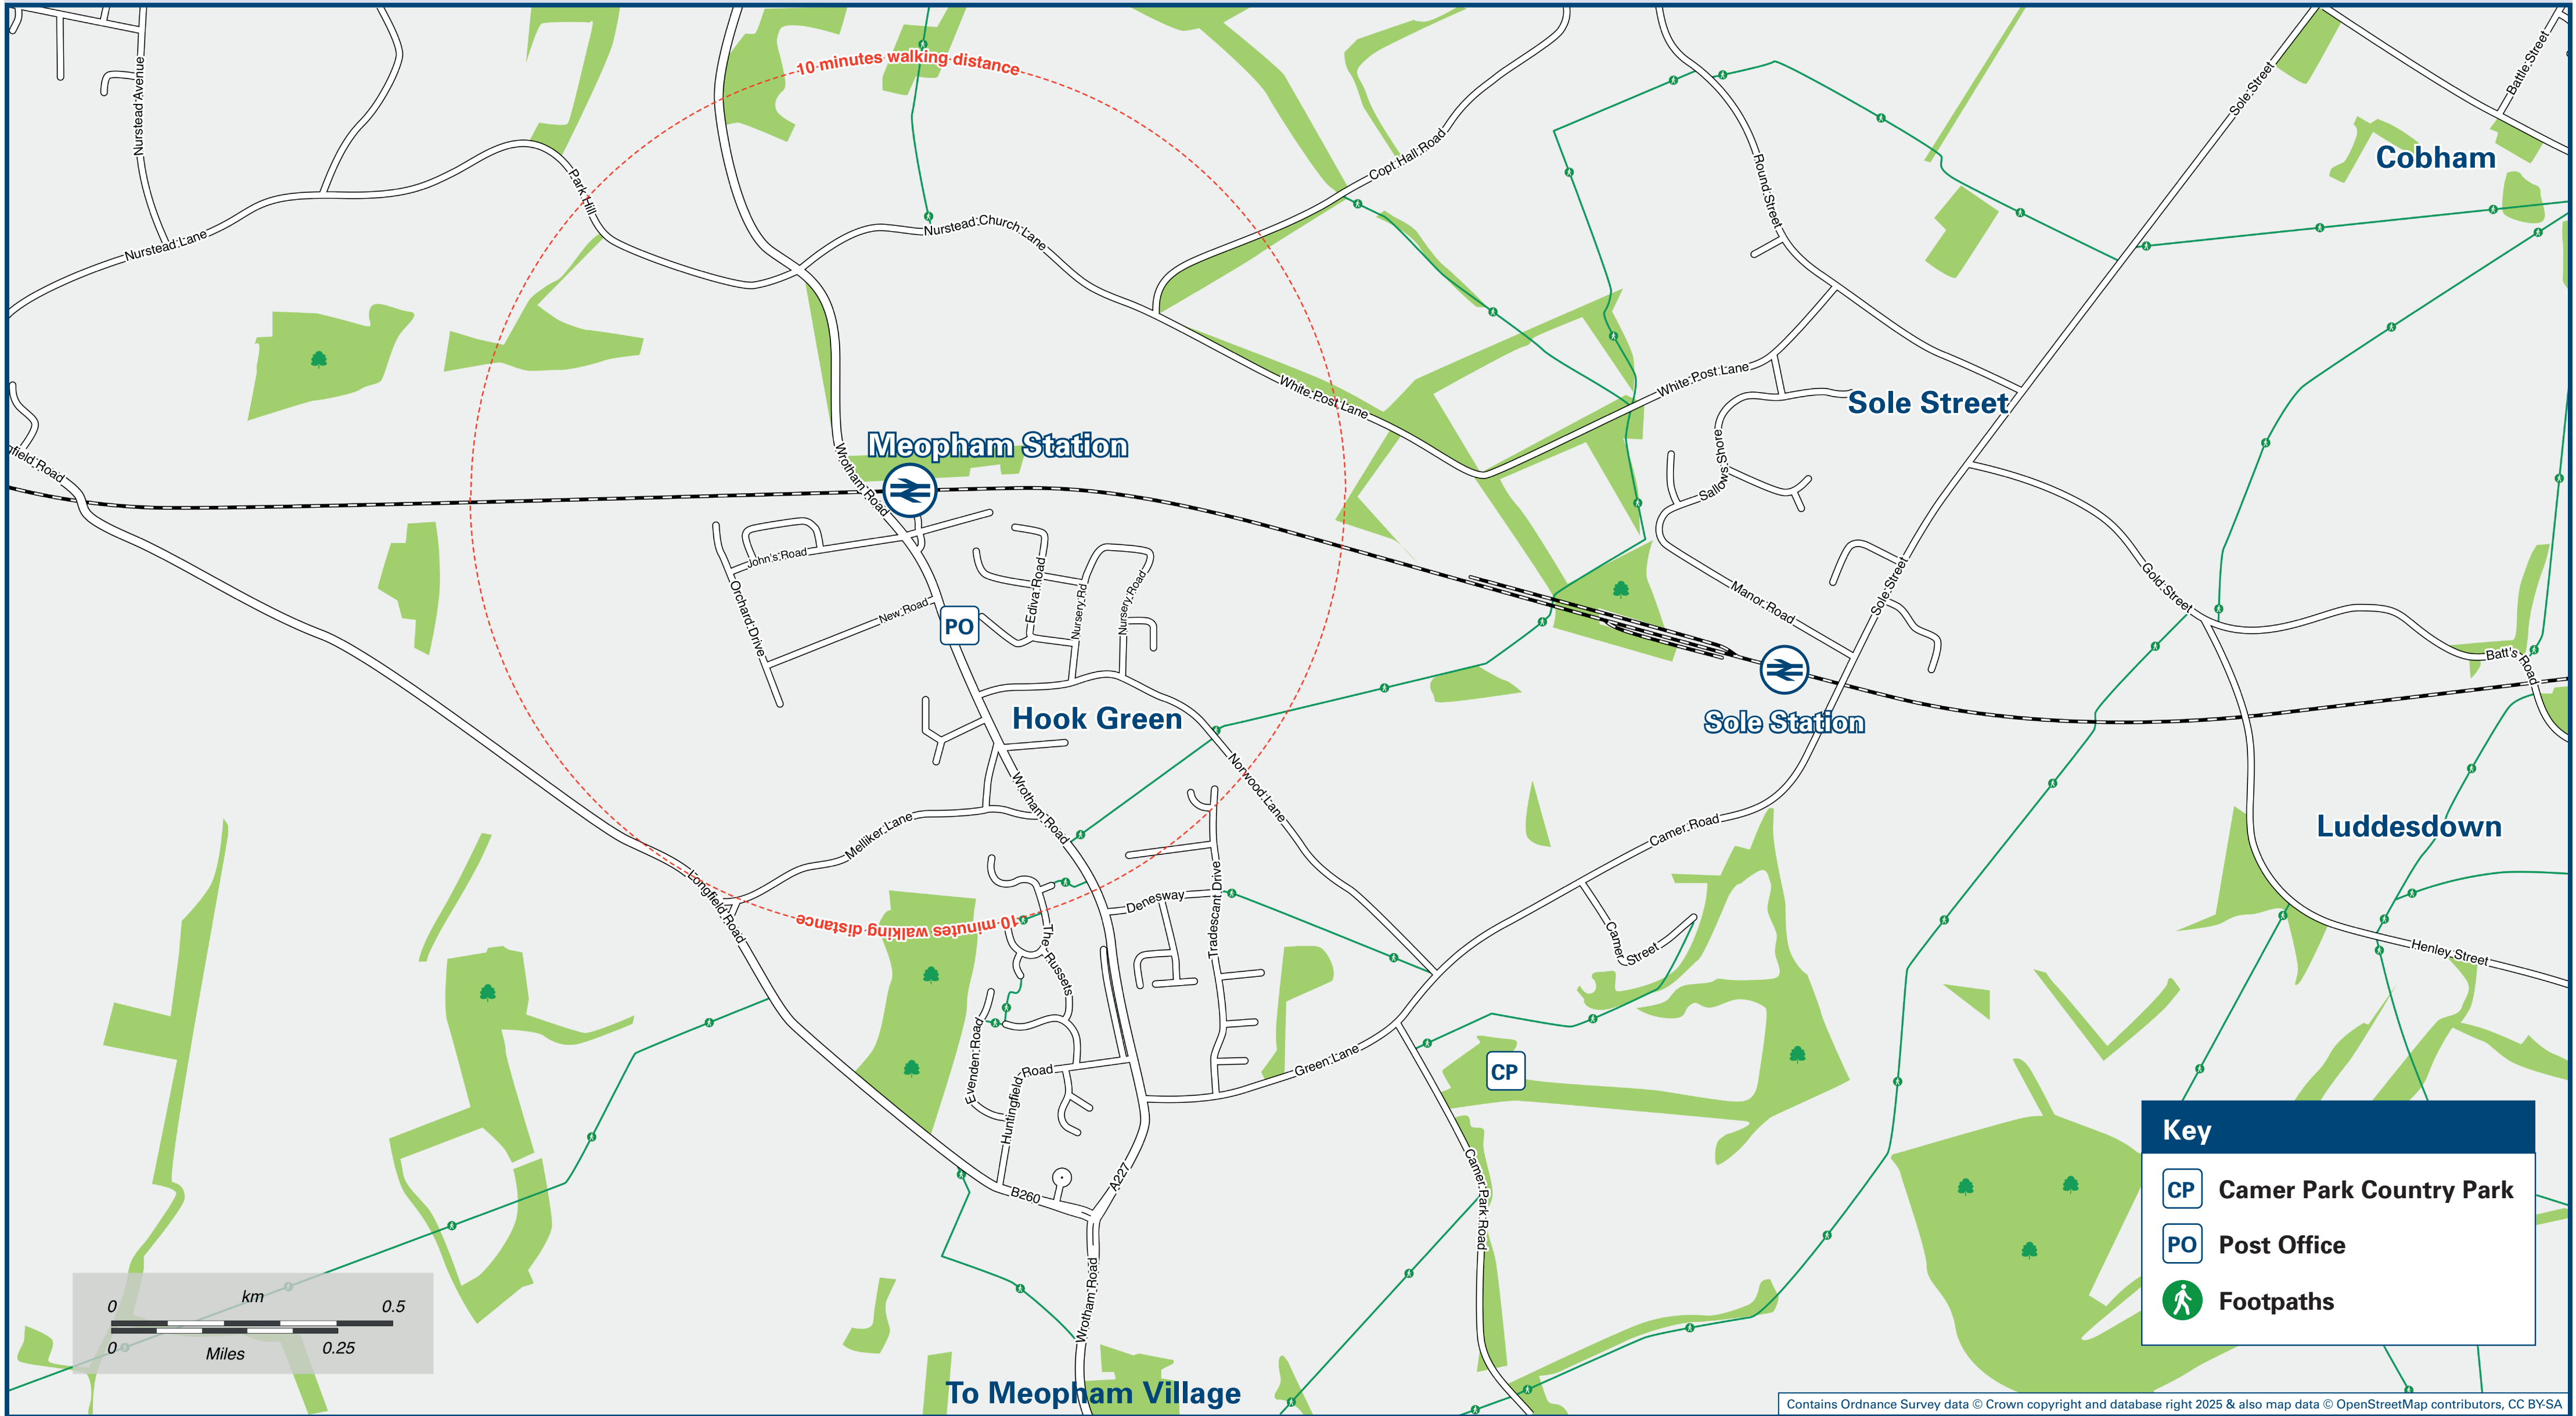 10 minutes walking distance
Nurstead Avenue
Nurstead Lane
Park Hill
Nurstead Church Lane
Copt Hall Road
Round Street
Sole Street
Battle Street
Cobham
White Post Lane
White Post Lane
Sole Street
Meopham Station
Wrotham Road
Sallows Shore
gfield Road
John's Road
Orchard Drive
New Road
PO
Ediva Road
Nursery Rd
Nursery Road
Manor Road
Sole Street
Gold Street
Batt's Road
Hook Green
Sole Station
Norwood Lane
Wrotham Road
Melliker Lane
Camer Road
Luddesdown
Longfield Road
10 minutes walking distance
Denesway
Tradescant Drive
The Russets
Camer Street
Henley Street
Evenden Road
Huntingfield Road
Green Lane
CP
Camer Park Road
B260
A227
Wrotham Road
To Meopham Village
Key
CP Camer Park Country Park
PO Post Office
Footpaths
km
0 0.5
0 0.25
Miles
Contains Ordnance Survey data © Crown copyright and database right 2025 & also map data © OpenStreetMap contributors, CC BY-SA